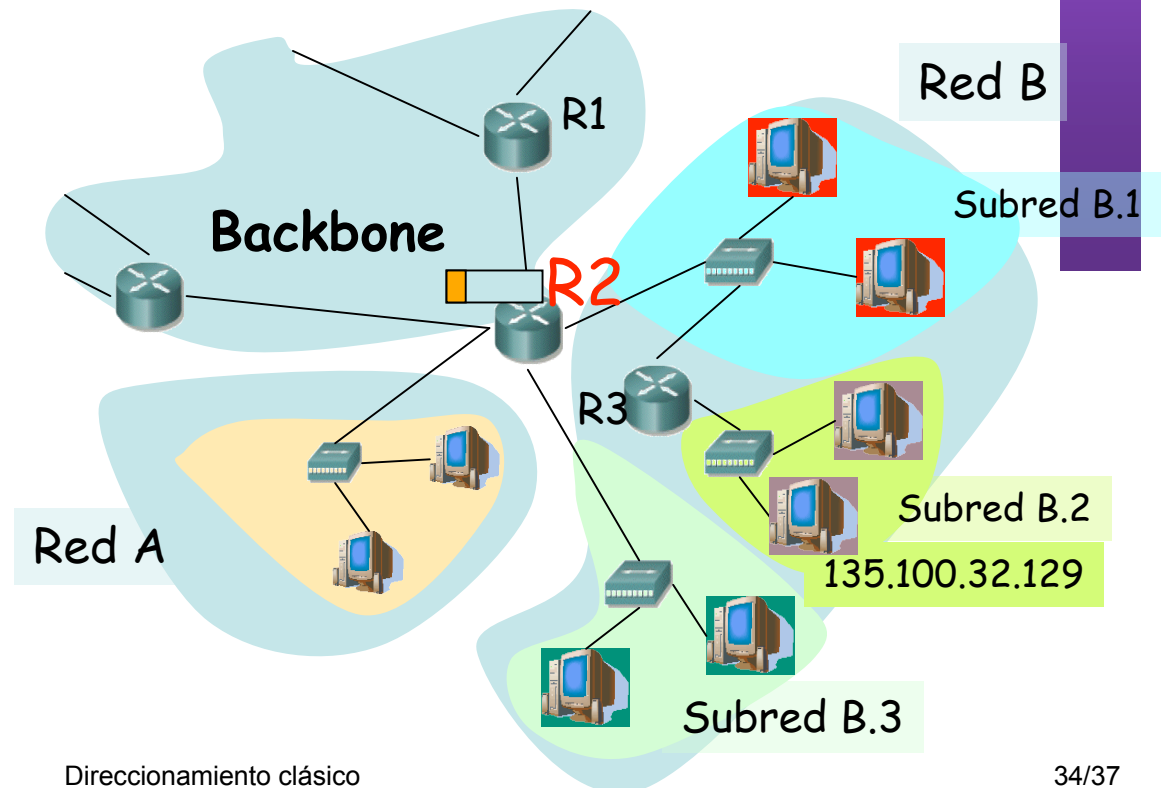 Red B
R1
Subred B.1
Backbone
R2
R3
Subred B.2
Red A
135.100.32.129
Subred B.3
Direccionamiento clásico
34/37